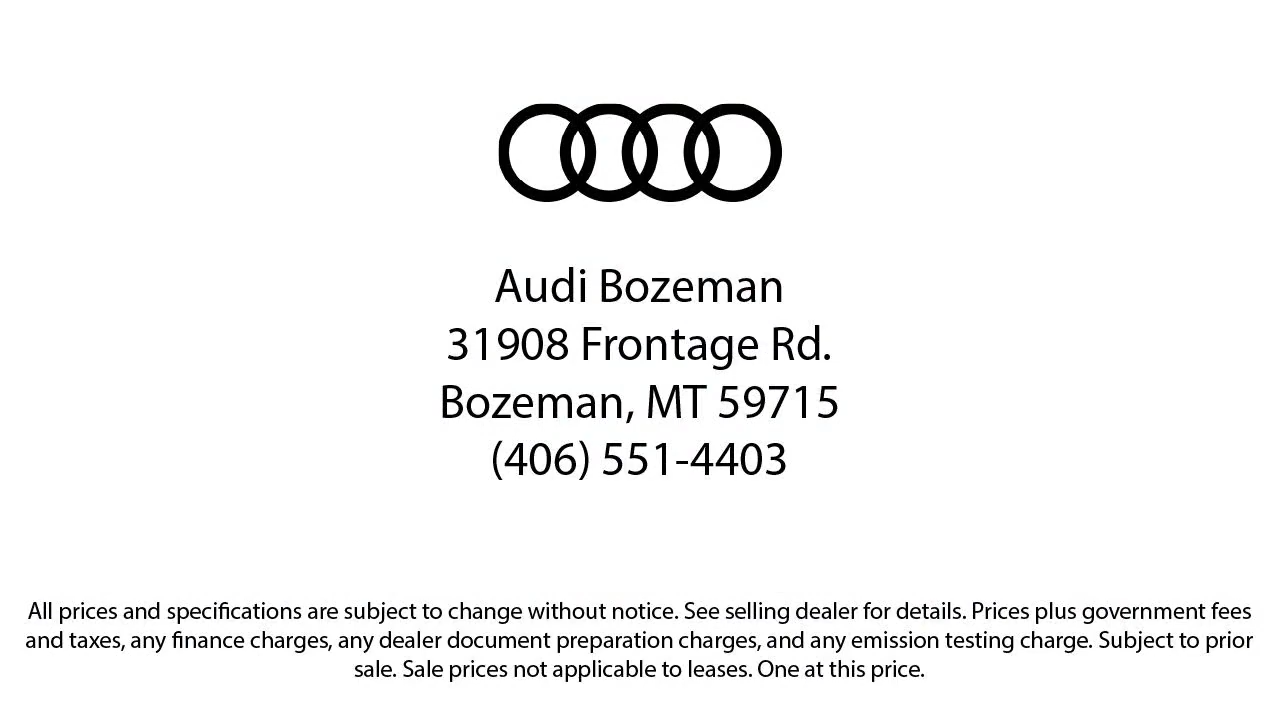 Audi Bozeman
31908 Frontage Rd.
Bozeman, MT 59715
(406) 551-4403
All prices and specifications are subject to change without notice. See selling dealer for details. Prices plus government fees
and taxes, any finance charges, any dealer document preparation charges, and any emission testing charge. Subject to prior
sale. Sale prices not applicable to leases. One at this price.